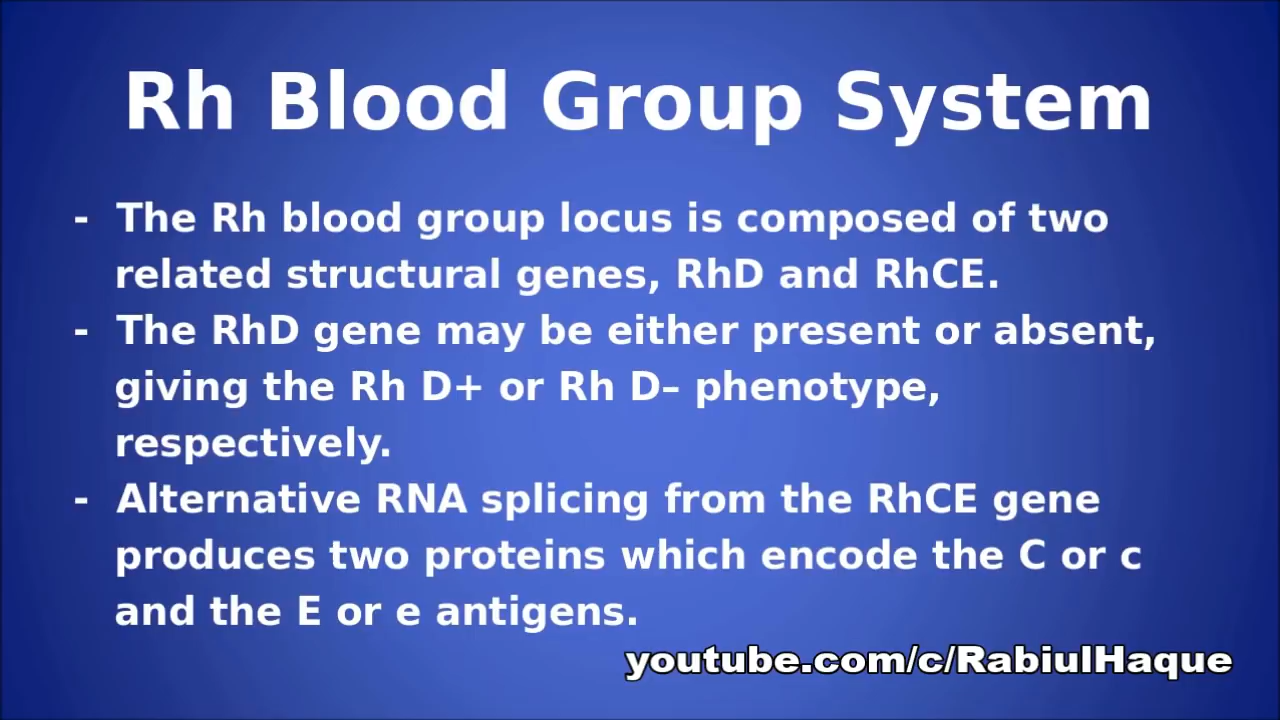 Rh Blood Group System
- The Rh blood group locus is composed of two
related structural genes, RhD and RhCE.
- The RhD gene may be either present or absent,
giving the Rh D+ or Rh D– phenotype,
respectively.
- Alternative RNA splicing from the RhCE gene
produces two proteins which encode the C or c
and the E or e antigens.
youtube.com/c/RabiulHaque